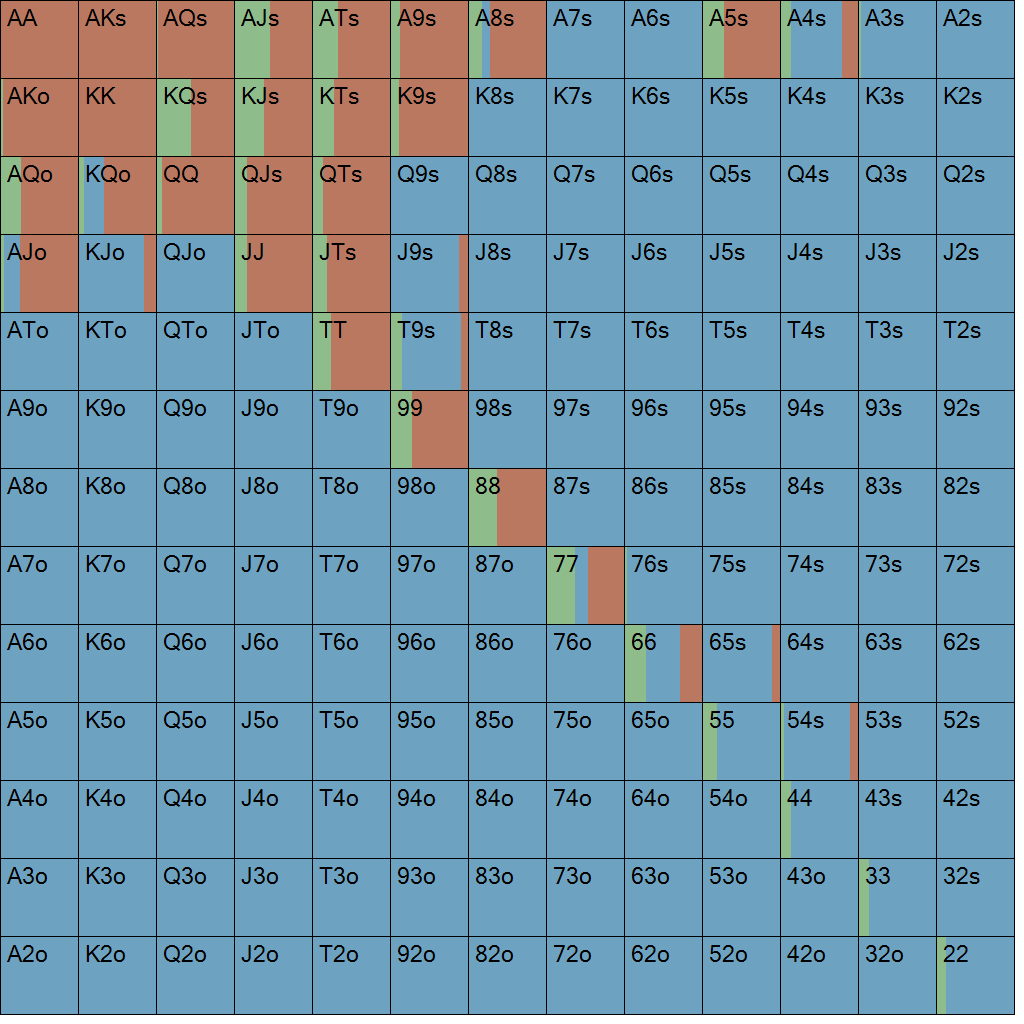 AA AKs AQs AJs ATs A9s A8s A7s A6s A5s A4s A3s A2s
AKo KK KQs KJs KTs K9s K8s K7s K6s K5s K4s K3s K2s
AQo KQo QQ QJs QTs Q9s Q8s Q7s Q6s Q5s Q4s Q3s Q2s
AJo KJo QJo JJ JTs J9s J8s J7s J6s J5s J4s J3s J2s
ATo KTo QTo JTo TT T9s T8s T7s T6s T5s T4s T3s T2s
A9o K9o Q9o J9o T9o 99 98s 97s 96s 95s 94s 93s 92s
A8o K8o Q8o J8o T8o 98o 88 87s 86s 85s 84s 83s 82s
A7o K7o Q7o J7o T7o 97o 87o 77 76s 75s 74s 73s 72s
A6o K6o Q6o J6o T6o 96o 86o 76o 66 65s 64s 63s 62s
A5o K5o Q5o J5o T5o 95o 85o 75o 65o 55 54s 53s 52s
A4o K4o Q4o J4o T4o 94o 84o 74o 64o 54o 44 43s 42s
A3o K3o Q3o J3o T3o 93o 83o 73o 63o 53o 43o 33 32s
A2o K2o Q2o J2o T2o 92o 82o 72o 62o 52o 42o 32o 22